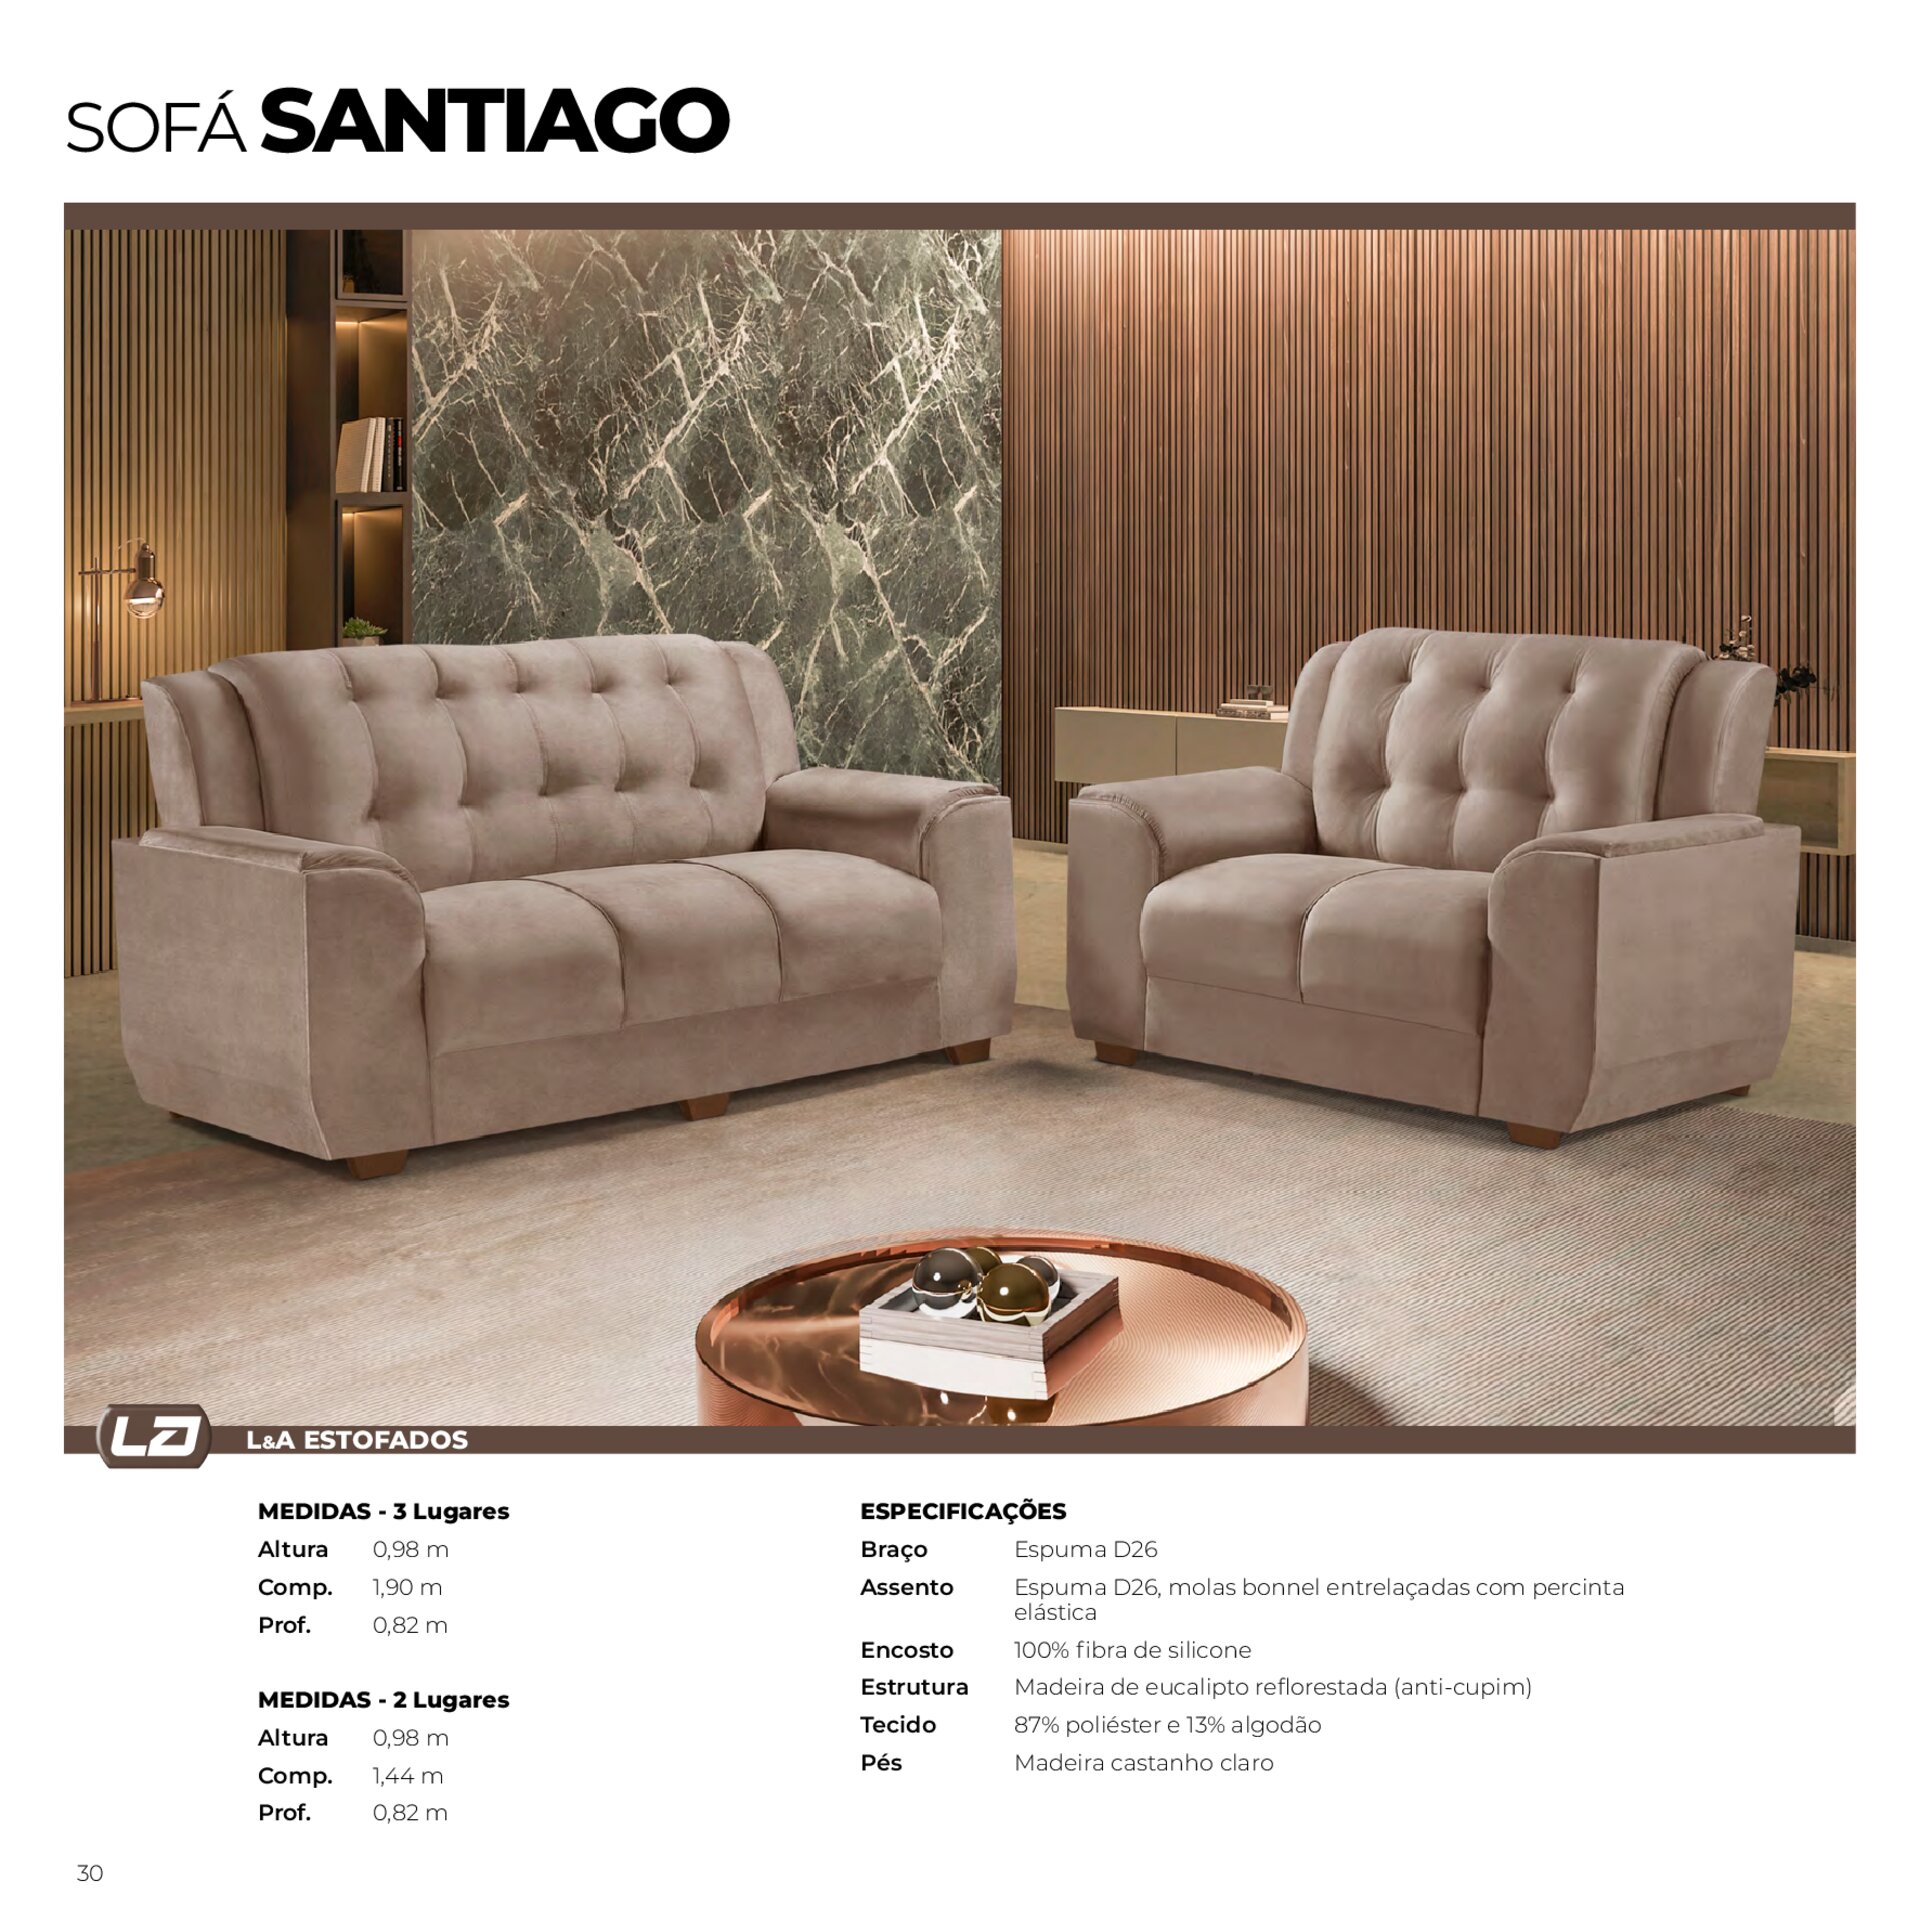 SOFÁ SANTIAGO
LA
L&A ESTOFADOS
MEDIDAS - 3 Lugares
Altura 0,98 m
Comp. 1,90 m
Prof. 0,82 m
MEDIDAS - 2 Lugares
Altura 0,98 m
Comp. 1,44 m
Prof. 0,82 m
ESPECIFICAÇÕES
Braço Espuma D26
Assento Espuma D26, molas bonnel entrelaçadas com percinta
elástica
Encosto 100% fibra de silicone
Estrutura Madeira de eucalipto reflorestada (anti-cupim)
Tecido 87% poliéster e 13% algodão
Pés Madeira castanho claro
30